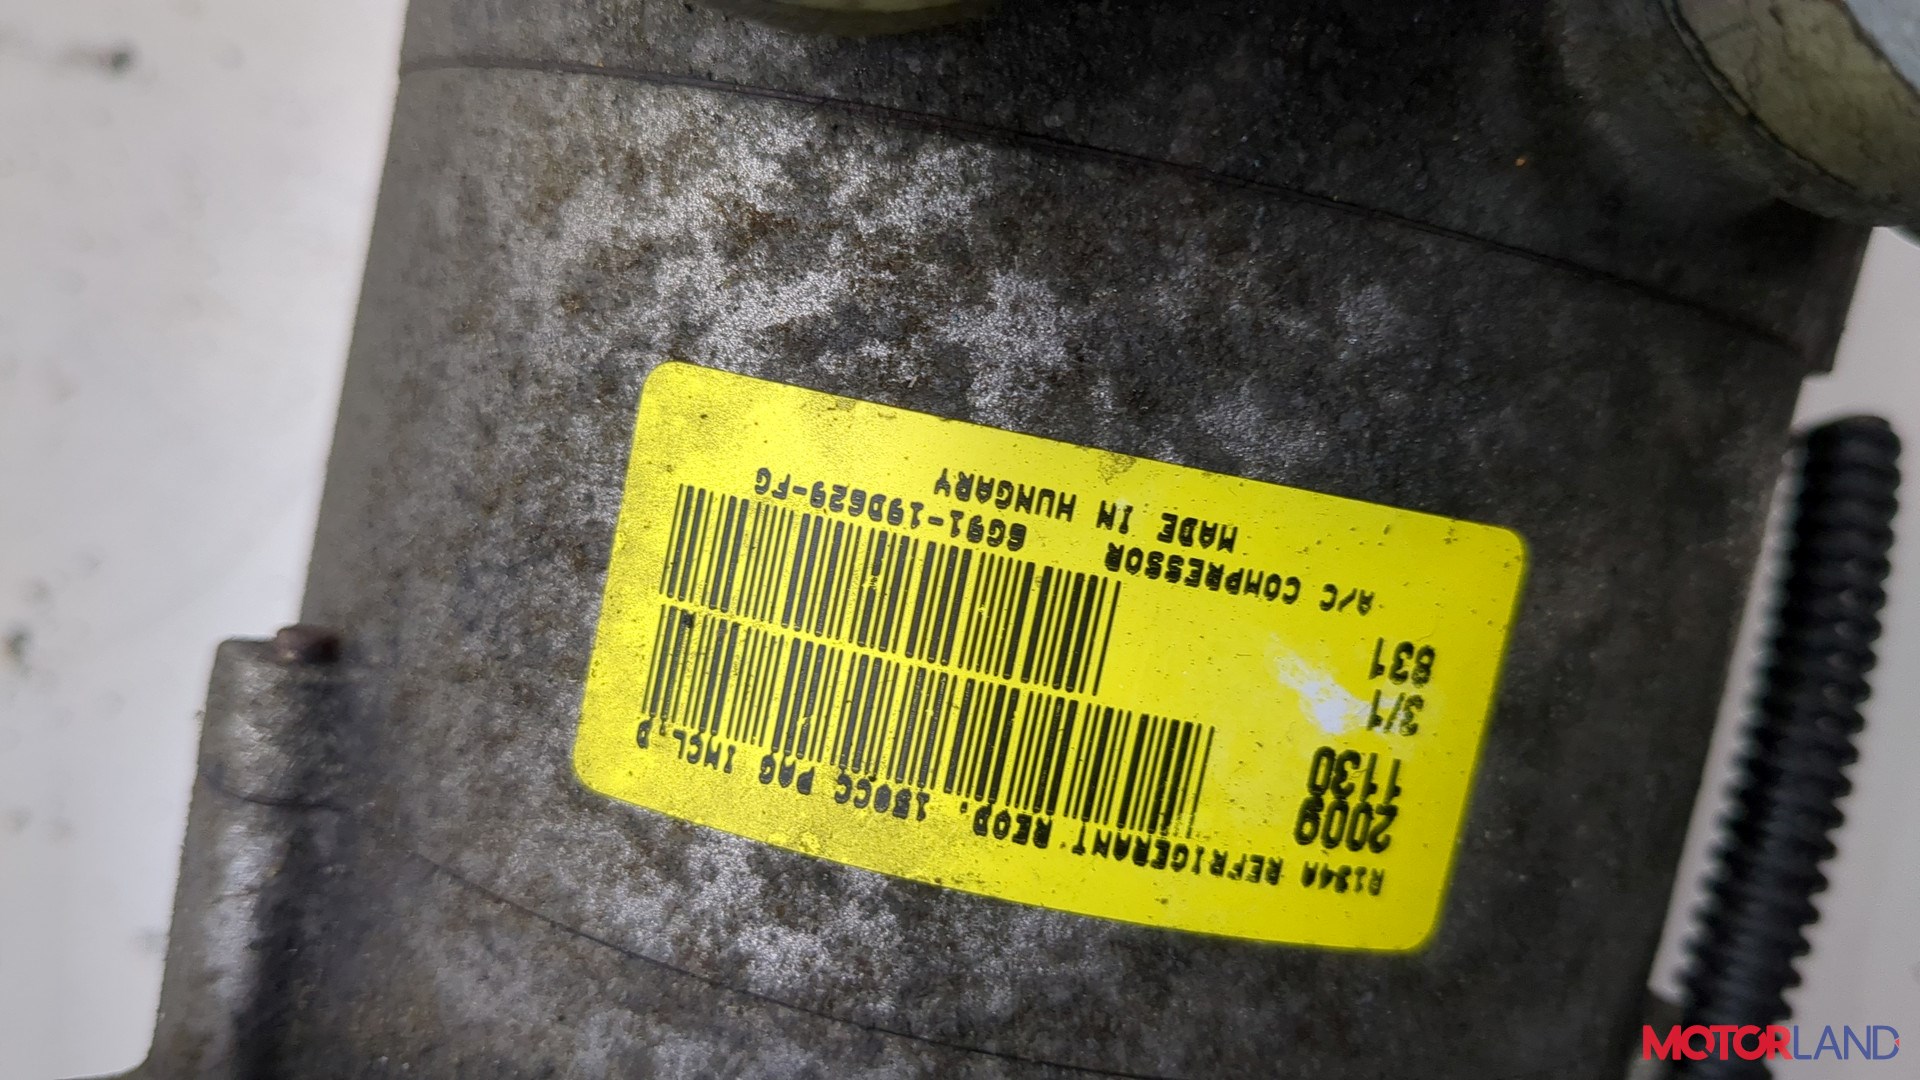 R134A REFRIGERANT REQD. 150CC PAG INCL.D
2009
1130
3/1
831
A/C COMPRESSOR 6G91-19D629-FG
MADE IN HUNGARY
MOTORLAND